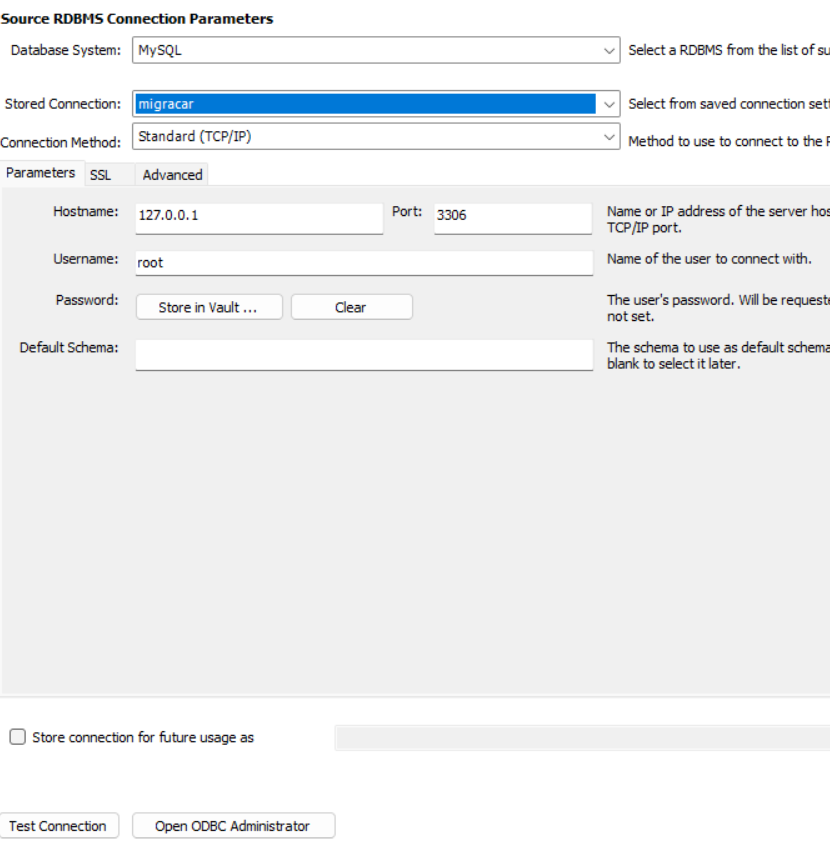 Source RDBMS Connection Parameters
Database System: MySQL Select a RDBMS from the list of su
Stored Connection: migracar Select from saved connection sett
Connection Method: Standard (TCP/IP) Method to use to connect to the R
Parameters SSL Advanced
Hostname: 127.0.0.1 Port: 3306 Name or IP address of the server hos
TCP/IP port.
Username: root Name of the user to connect with.
Password: Store in Vault ... Clear The user's password. Will be requeste
not set.
Default Schema: The schema to use as default schema
blank to select it later.
Store connection for future usage as
Test Connection Open ODBC Administrator